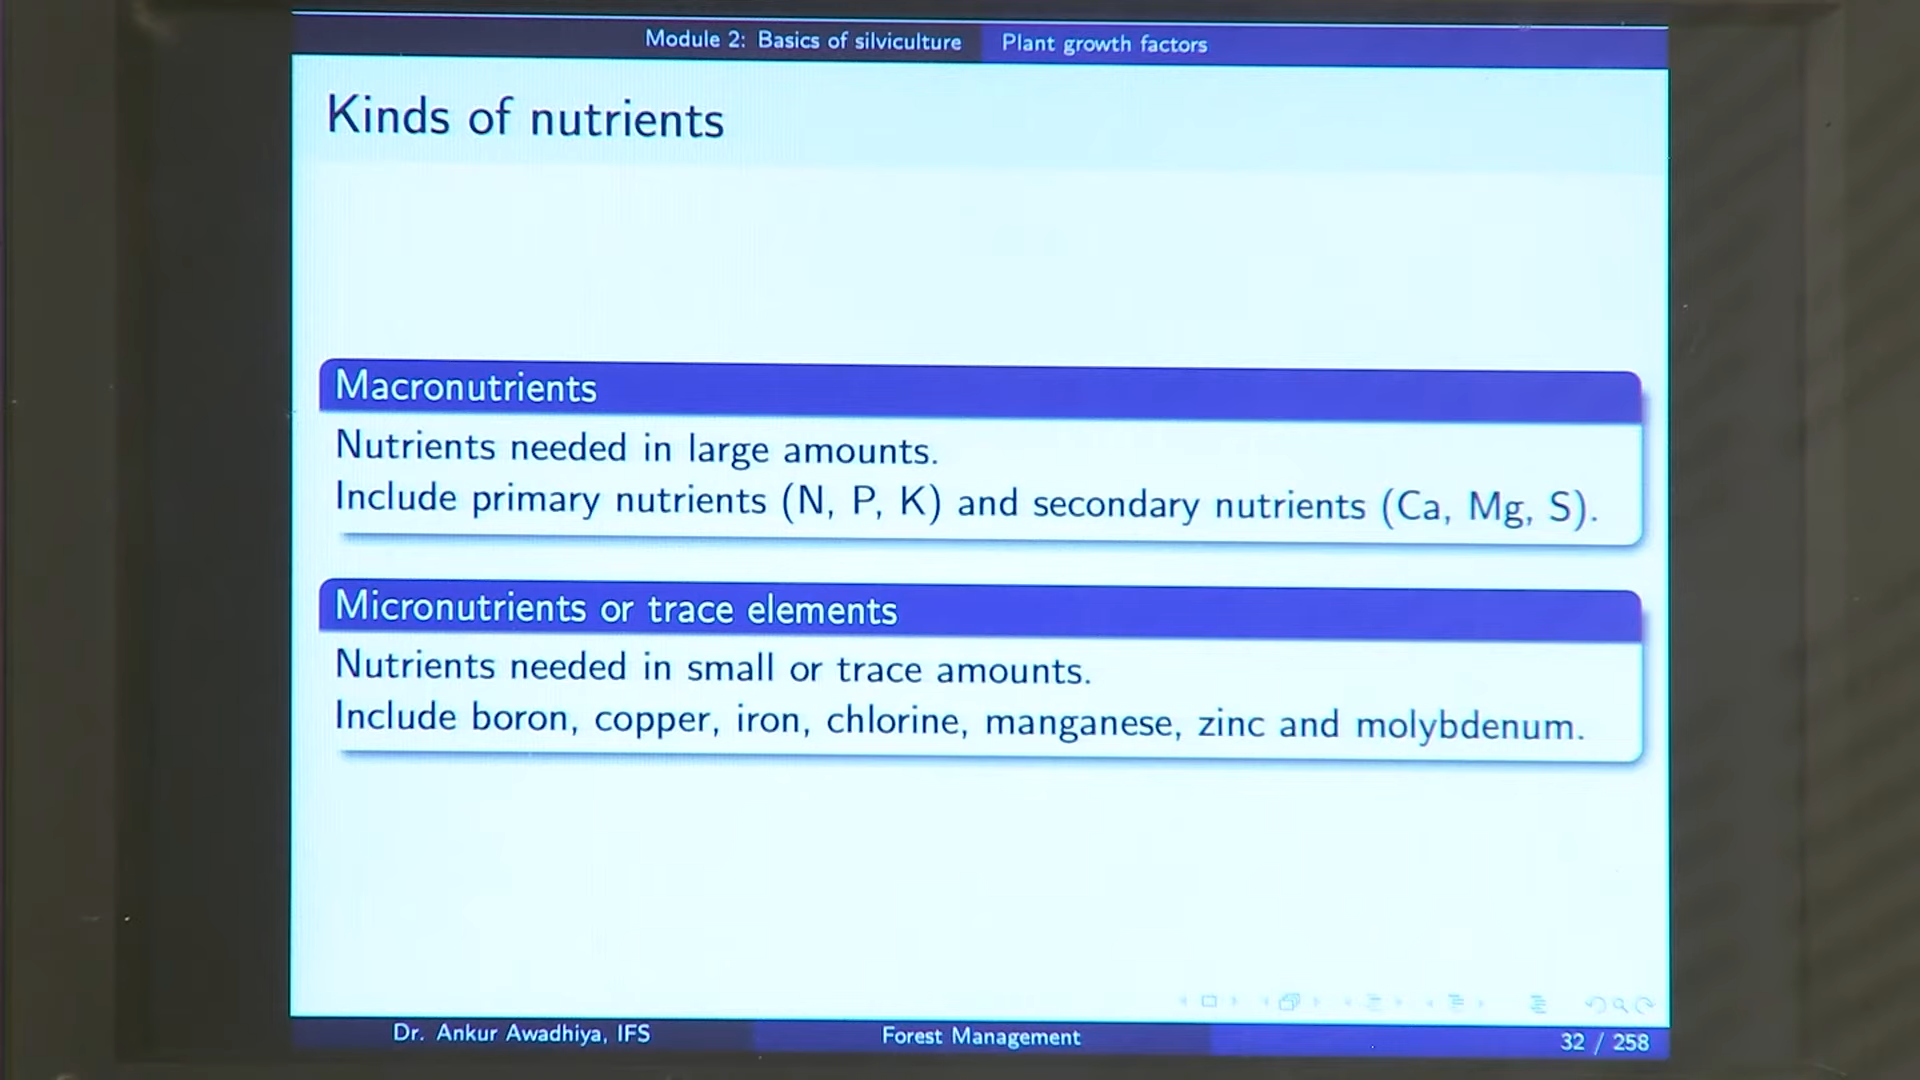 Module 2: Basics of silviculture Plant growth factors
Kinds of nutrients
Macronutrients
Nutrients needed in large amounts.
Include primary nutrients (N, P, K) and secondary nutrients (Ca, Mg, S).
Micronutrients or trace elements
Nutrients needed in small or trace amounts.
Include boron, copper, iron, chlorine, manganese, zinc and molybdenum.
Dr. Ankur Awadhiya, IFS Forest Management 32 / 258